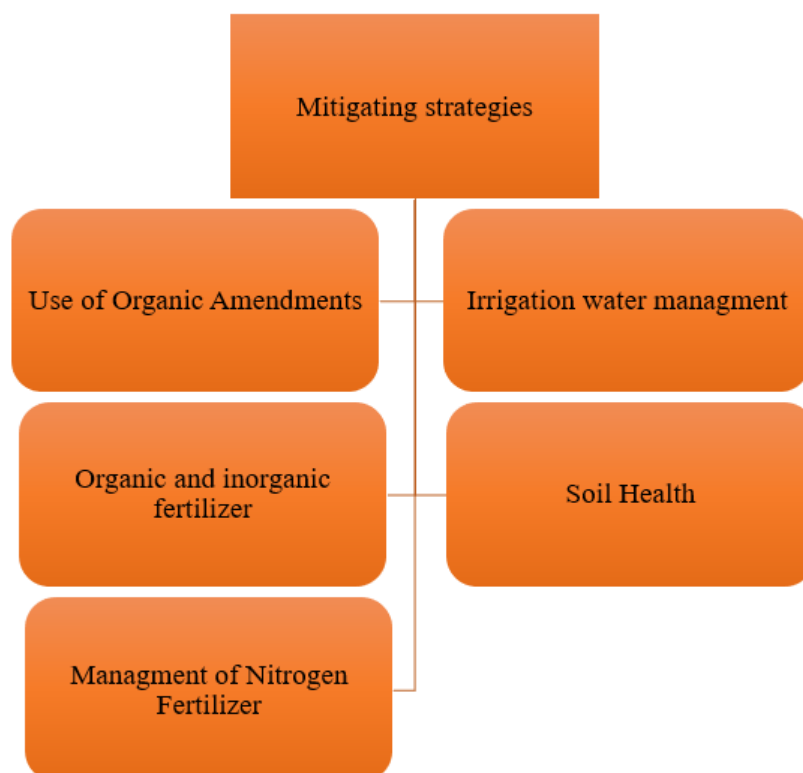 Mitigating strategies
Use of Organic Amendments
Irrigation water managment
Organic and inorganic
fertilizer
Soil Health
Managment of Nitrogen
Fertilizer